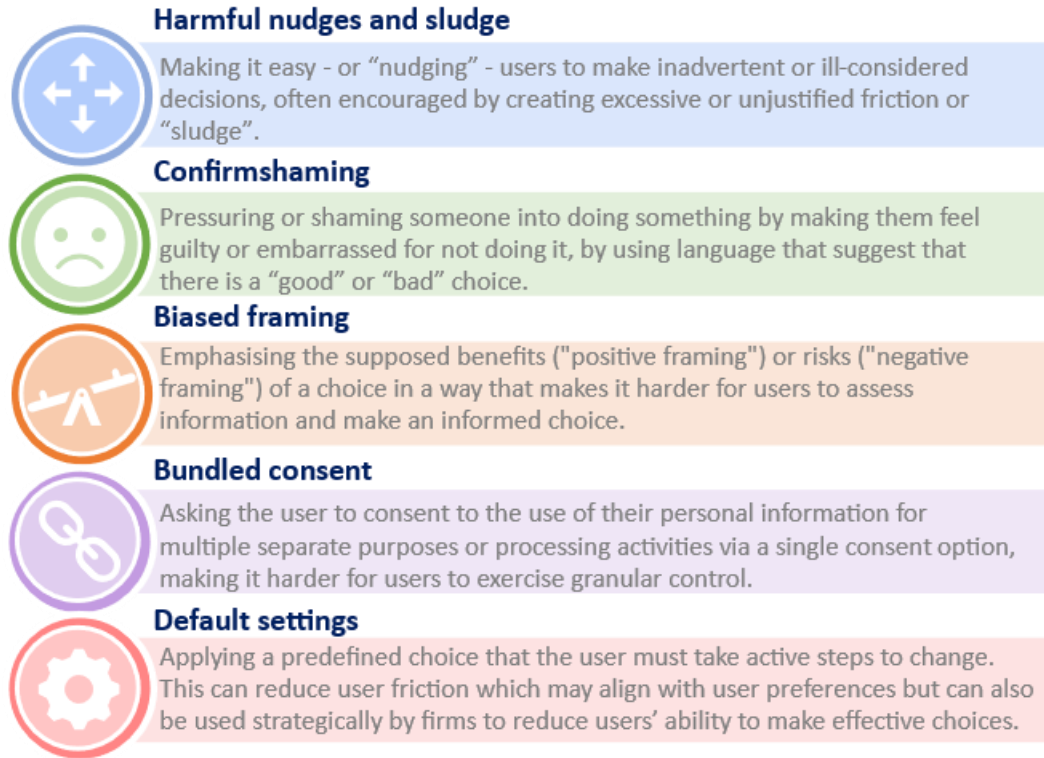 Harmful nudges and sludge
Making it easy - or “nudging” - users to make inadvertent or ill-considered
decisions, often encouraged by creating excessive or unjustified friction or
“sludge”.
Confirmshaming
Pressuring or shaming someone into doing something by making them feel
guilty or embarrassed for not doing it, by using language that suggest that
there is a “good” or “bad” choice.
Biased framing
Emphasising the supposed benefits ("positive framing") or risks ("negative
framing") of a choice in a way that makes it harder for users to assess
information and make an informed choice.
Bundled consent
Asking the user to consent to the use of their personal information for
multiple separate purposes or processing activities via a single consent option,
making it harder for users to exercise granular control.
Default settings
Applying a predefined choice that the user must take active steps to change.
This can reduce user friction which may align with user preferences but can also
be used strategically by firms to reduce users’ ability to make effective choices.